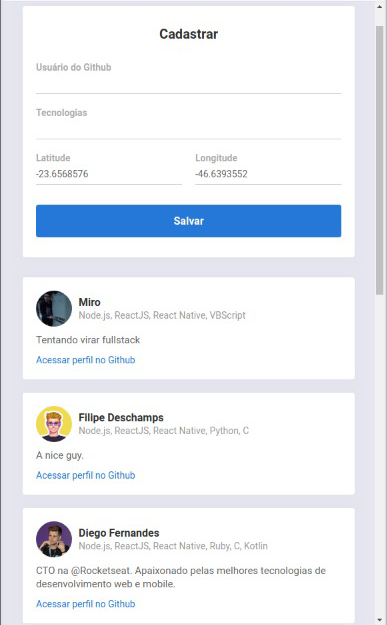 Cadastrar
Usuário do Github
Tecnologias
Latitude Longitude
-23.6568576 -46.6393552
Salvar
Miro
Node.js, ReactJS, React Native, VBScript
Tentando virar fullstack
Acessar perfil no Github
Filipe Deschamps
Node.js, ReactJS, React Native, Python, C
A nice guy.
Acessar perfil no Github
Diego Fernandes
Node.js, ReactJS, React Native, Ruby, C, Kotlin
CTO na @Rocketseat. Apaixonado pelas melhores tecnologias de
desenvolvimento web e mobile.
Acessar perfil no Github